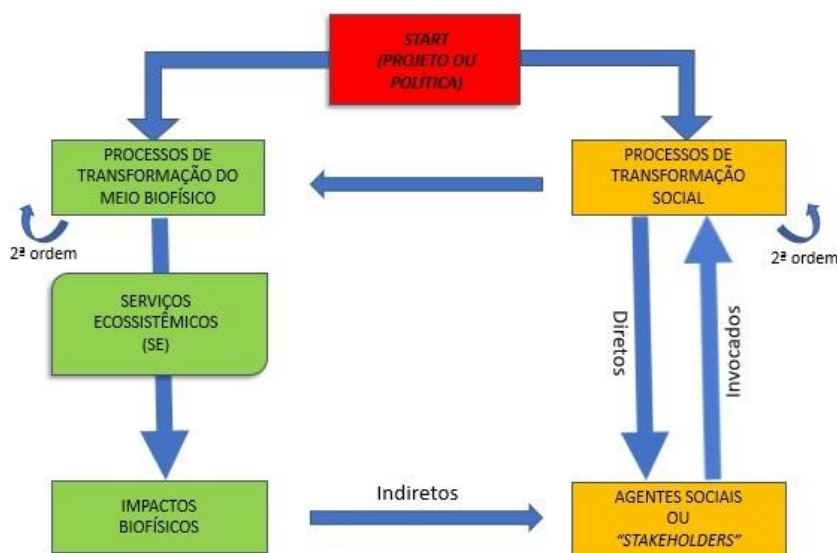 START
(PROJETO OU
POLÍTICA)
PROCESSOS DE
TRANSFORMAÇÃO DO
MEIO BIOFÍSICO
PROCESSOS DE
TRANSFORMAÇÃO
SOCIAL
2ª ordem
2ª ordem
SERVIÇOS
ECOSSISTÊMICOS
(SE)
Diretos
Invocados
IMPACTOS
BIOFÍSICOS
Indiretos
AGENTES SOCIAIS
OU
“STAKEHOLDERS”